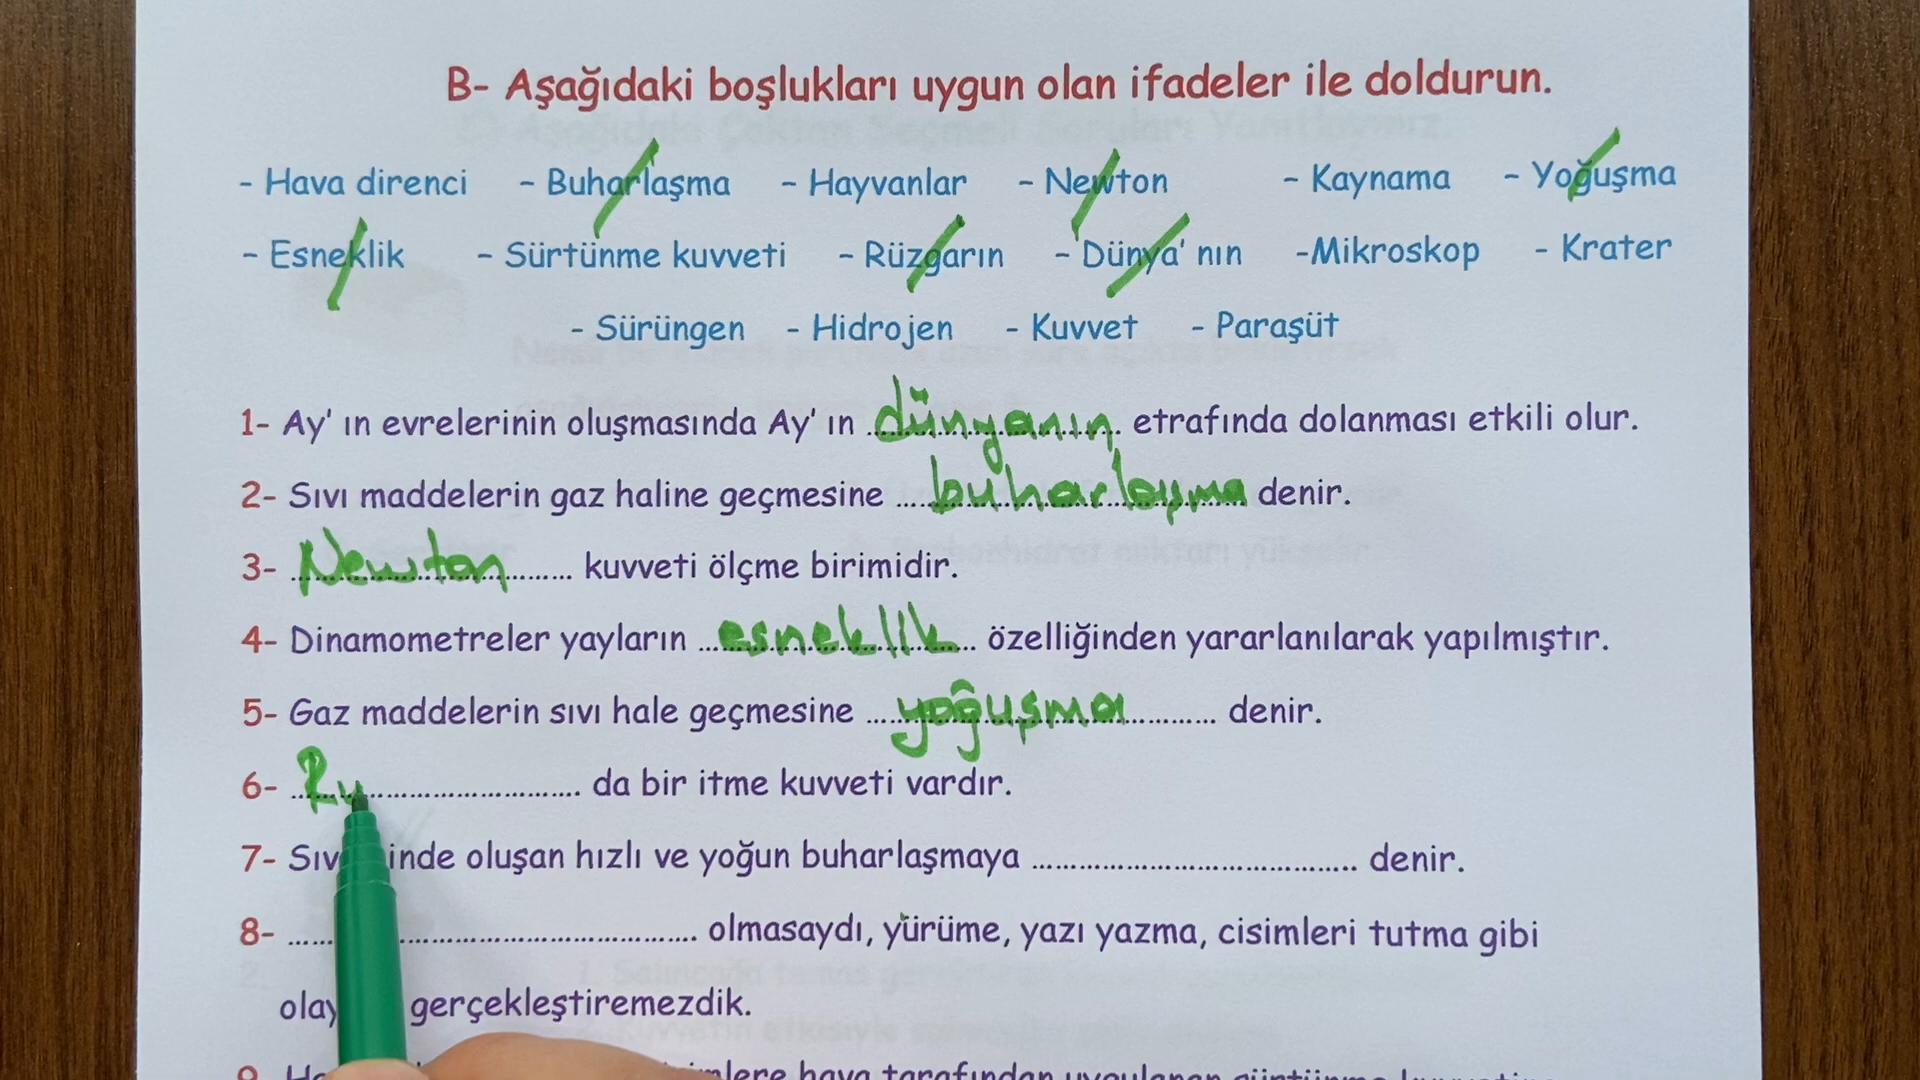 B- Aşağıdaki boşlukları uygun olan ifadeler ile doldurun.
- Hava direnci - Buharlaşma - Hayvanlar - Newton - Kaynama - Yoğuşma
- Esneklik - Sürtünme kuvveti - Rüzgarın - Dünya' nın -Mikroskop - Krater
- Sürüngen - Hidrojen - Kuvvet - Paraşüt
1- Ay' ın evrelerinin oluşmasında Ay' ın dünyanın etrafında dolanması etkili olur.
2- Sıvı maddelerin gaz haline geçmesine buharlaşma denir.
3- Newton kuvveti ölçme birimidir.
4- Dinamometreler yayların esneklik özelliğinden yararlanılarak yapılmıştır.
5- Gaz maddelerin sıvı hale geçmesine yoğuşma denir.
6- Ru da bir itme kuvveti vardır.
7- inde oluşan hızlı ve yoğun buharlaşmaya denir.
8- olmasaydı, yürüme, yazı yazma, cisimleri tutma gibi
gerçekleştiremezdik.
hava tarafından uygulanan